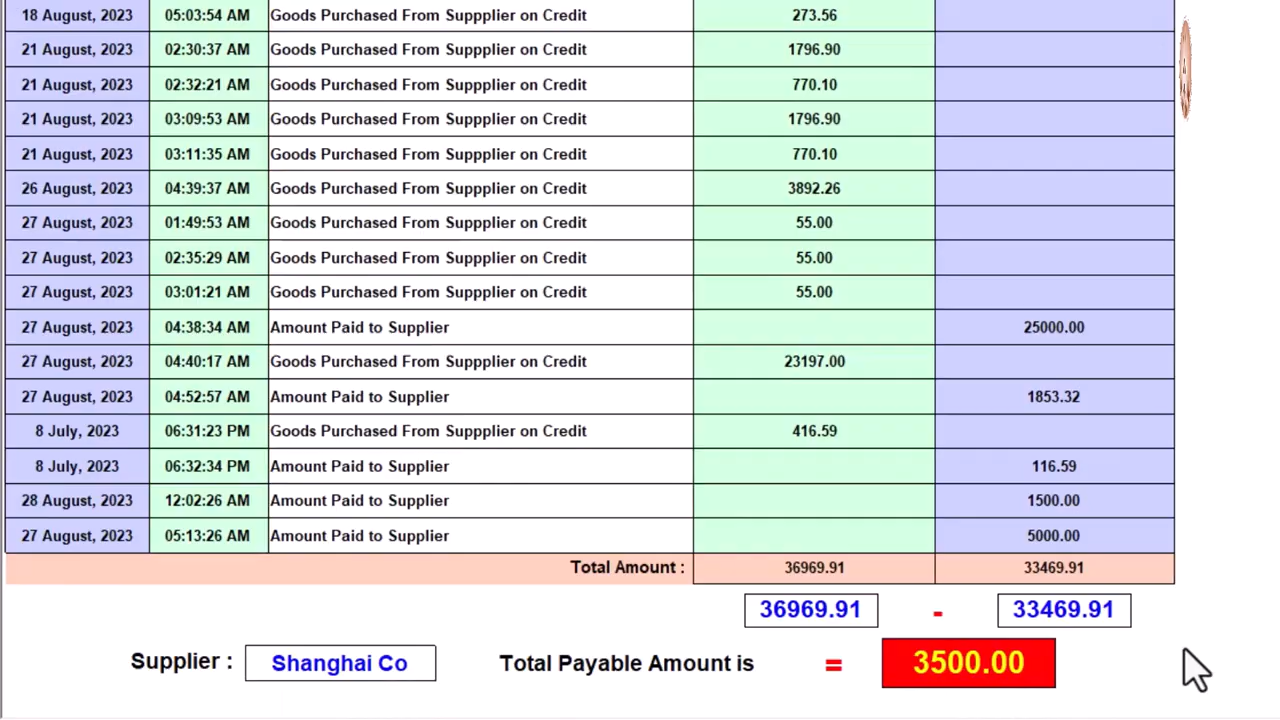 18 August, 2023 05:03:54 AM Goods Purchased From Suppplier on Credit 273.56
21 August, 2023 02:30:37 AM Goods Purchased From Suppplier on Credit 1796.90
21 August, 2023 02:32:21 AM Goods Purchased From Suppplier on Credit 770.10
21 August, 2023 03:09:53 AM Goods Purchased From Suppplier on Credit 1796.90
21 August, 2023 03:11:35 AM Goods Purchased From Suppplier on Credit 770.10
26 August, 2023 04:39:37 AM Goods Purchased From Suppplier on Credit 3892.26
27 August, 2023 01:49:53 AM Goods Purchased From Suppplier on Credit 55.00
27 August, 2023 02:35:29 AM Goods Purchased From Suppplier on Credit 55.00
27 August, 2023 03:01:21 AM Goods Purchased From Suppplier on Credit 55.00
27 August, 2023 04:38:34 AM Amount Paid to Supplier 25000.00
27 August, 2023 04:40:17 AM Goods Purchased From Suppplier on Credit 23197.00
27 August, 2023 04:52:57 AM Amount Paid to Supplier 1853.32
8 July, 2023 06:31:23 PM Goods Purchased From Suppplier on Credit 416.59
8 July, 2023 06:32:34 PM Amount Paid to Supplier 116.59
28 August, 2023 12:02:26 AM Amount Paid to Supplier 1500.00
27 August, 2023 05:13:26 AM Amount Paid to Supplier 5000.00
Total Amount : 36969.91 33469.91
36969.91 - 33469.91
Supplier : Shanghai Co Total Payable Amount is = 3500.00